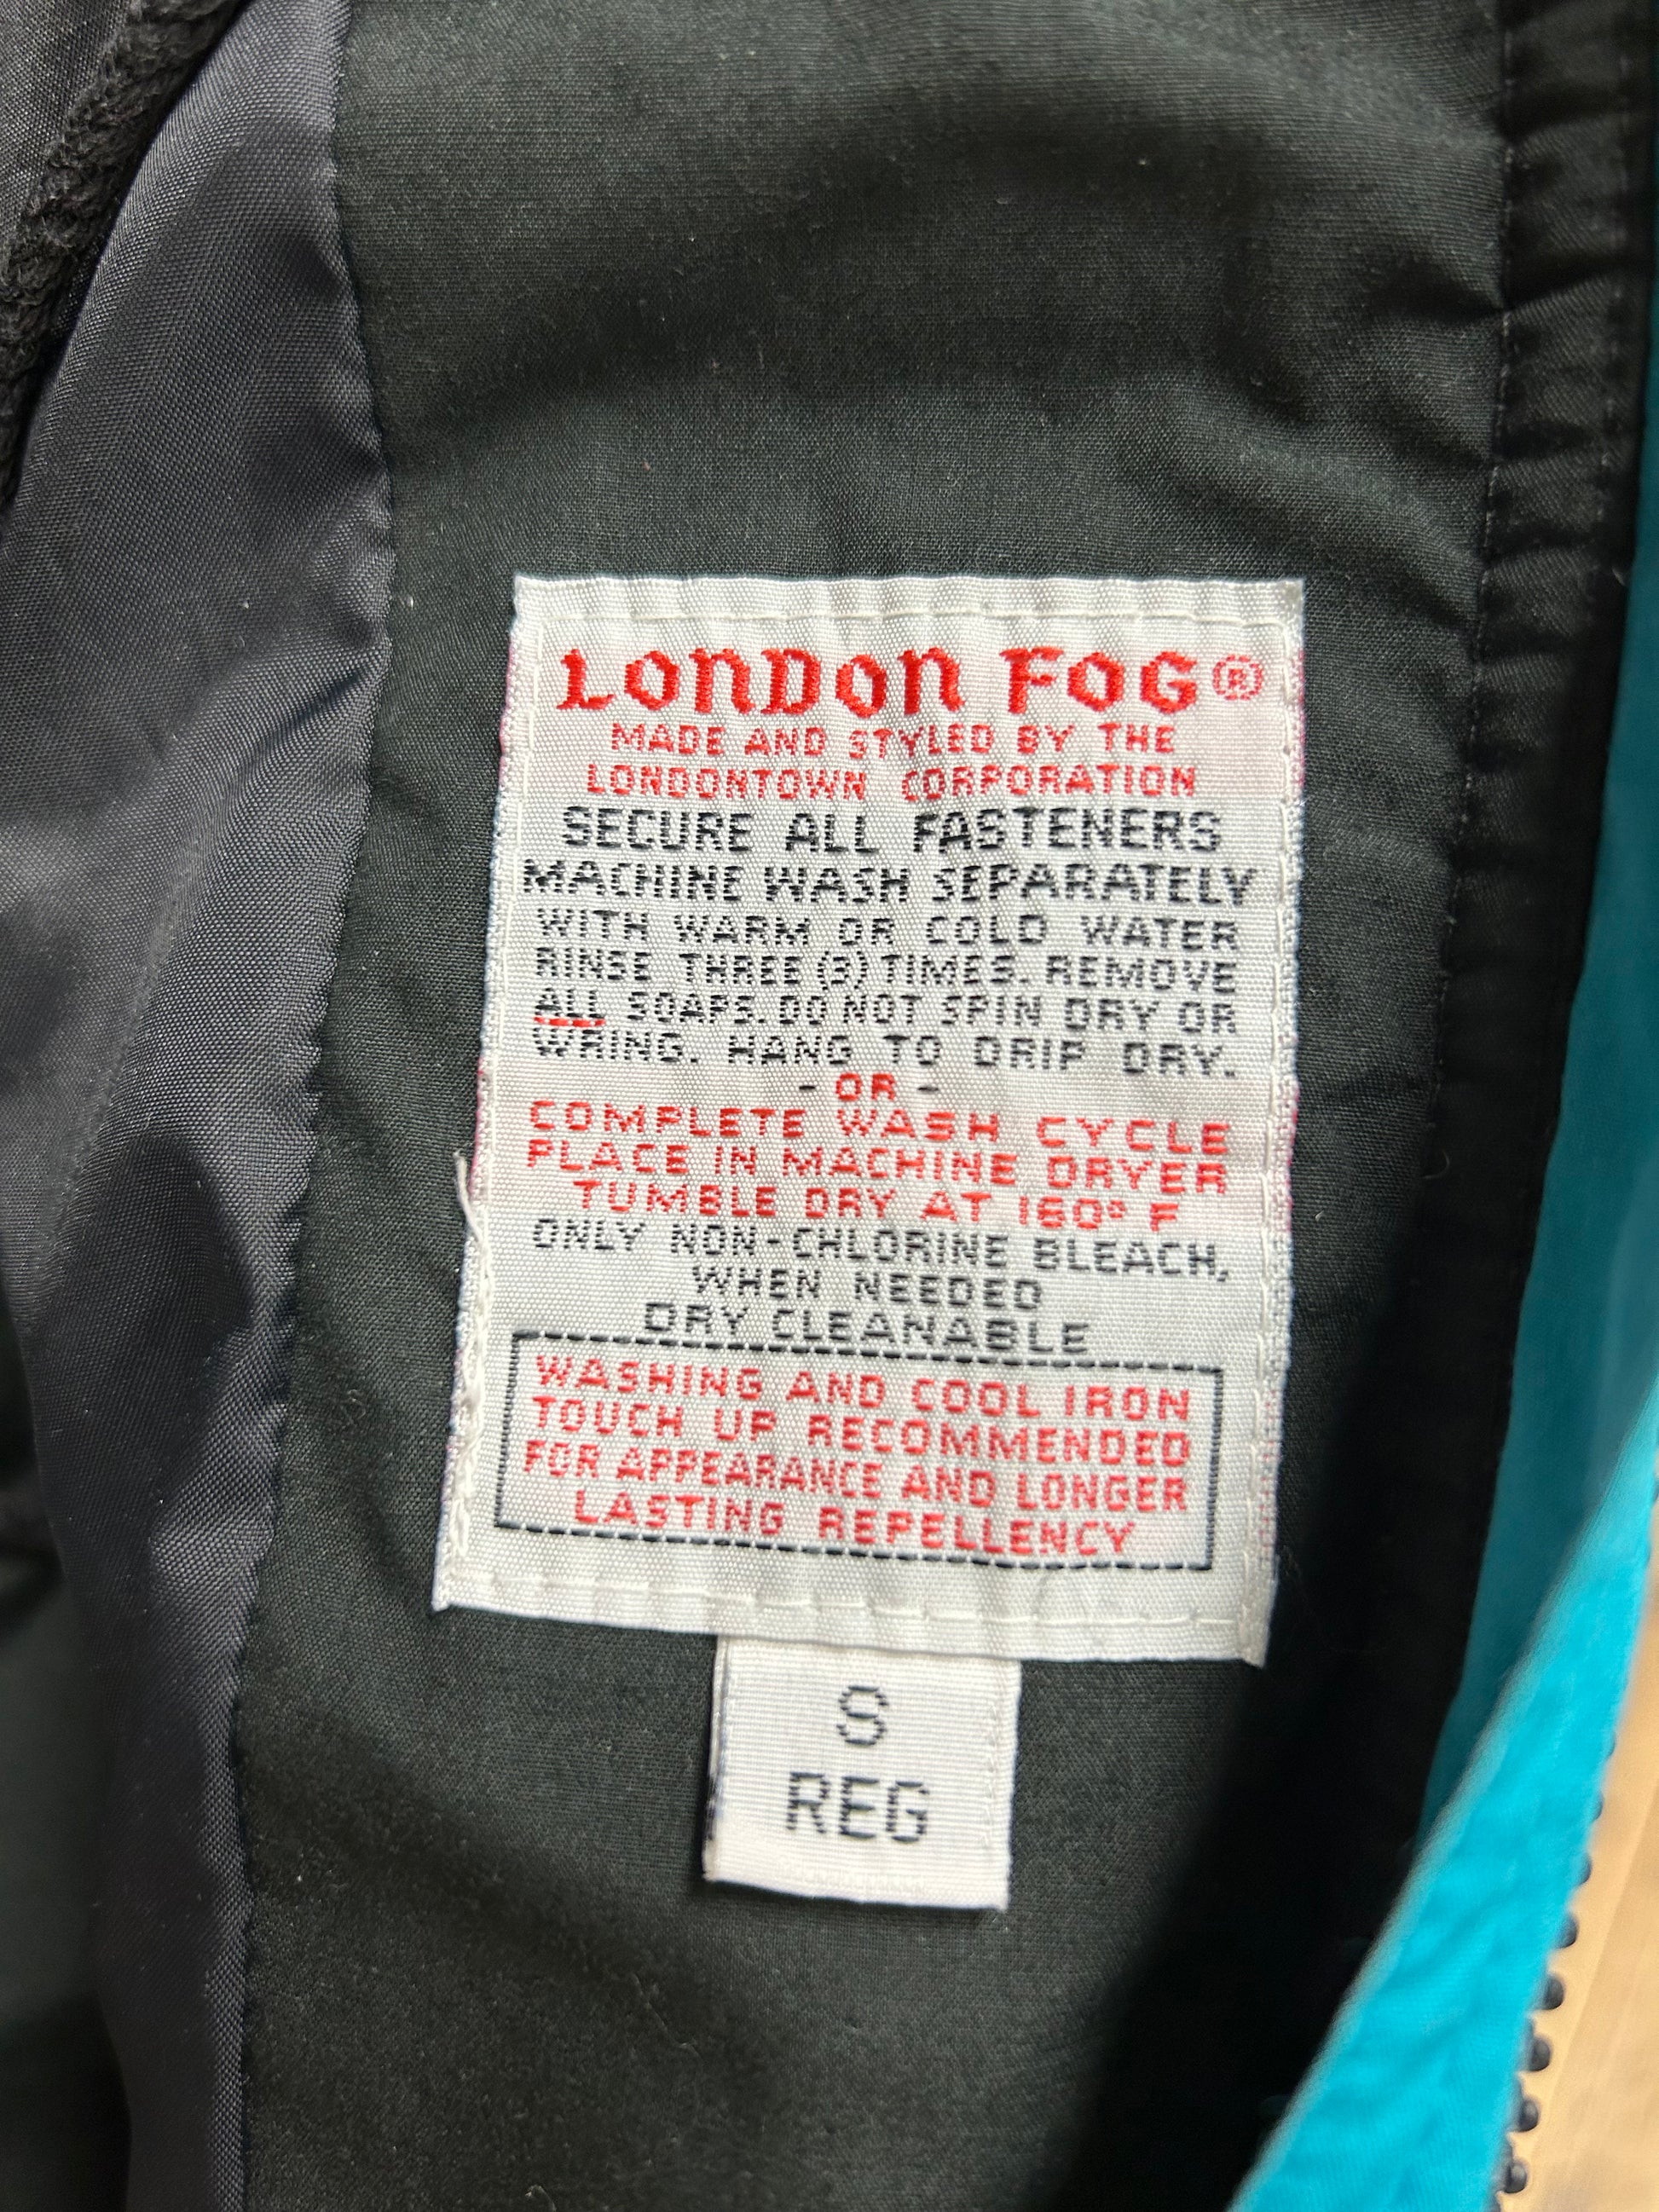 LONDON FOG®
MADE AND STYLED BY THE
LONDONTOWN CORPORATION
SECURE ALL FASTENERS
MACHINE WASH SEPARATELY
WITH WARM OR COLD WATER
RINSE THREE (3) TIMES. REMOVE
ALL SOAPS. DO NOT SPIN DRY OR
WRING. HANG TO DRIP DRY.
- OR -
COMPLETE WASH CYCLE
PLACE IN MACHINE DRYER
TUMBLE DRY AT 160° F
ONLY NON-CHLORINE BLEACH,
WHEN NEEDED
DRY CLEANABLE
WASHING AND COOL IRON
TOUCH UP RECOMMENDED
FOR APPEARANCE AND LONGER
LASTING REPELLENCY
S
REG